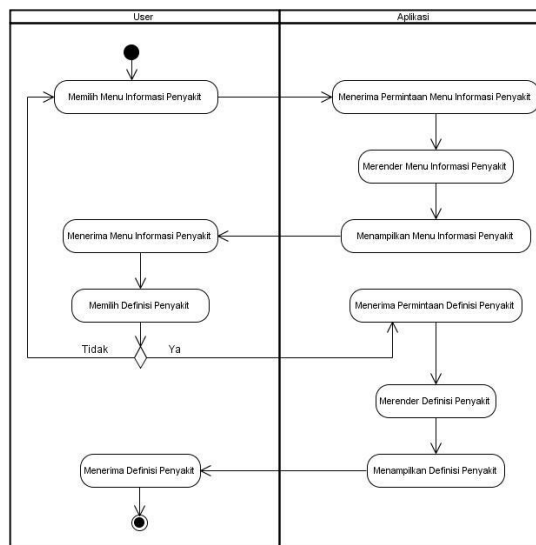 User
Aplikasi
Memilih Menu Informasi Penyakit
Menerima Permintaan Menu Informasi Penyakit
Merender Menu Informasi Penyakit
Menerima Menu Informasi Penyakit
Menampilkan Menu Informasi Penyakit
Memilih Definisi Penyakit
Menerima Permintaan Definisi Penyakit
Tidak
Ya
Merender Definisi Penyakit
Menerima Definisi Penyakit
Menampilkan Definisi Penyakit